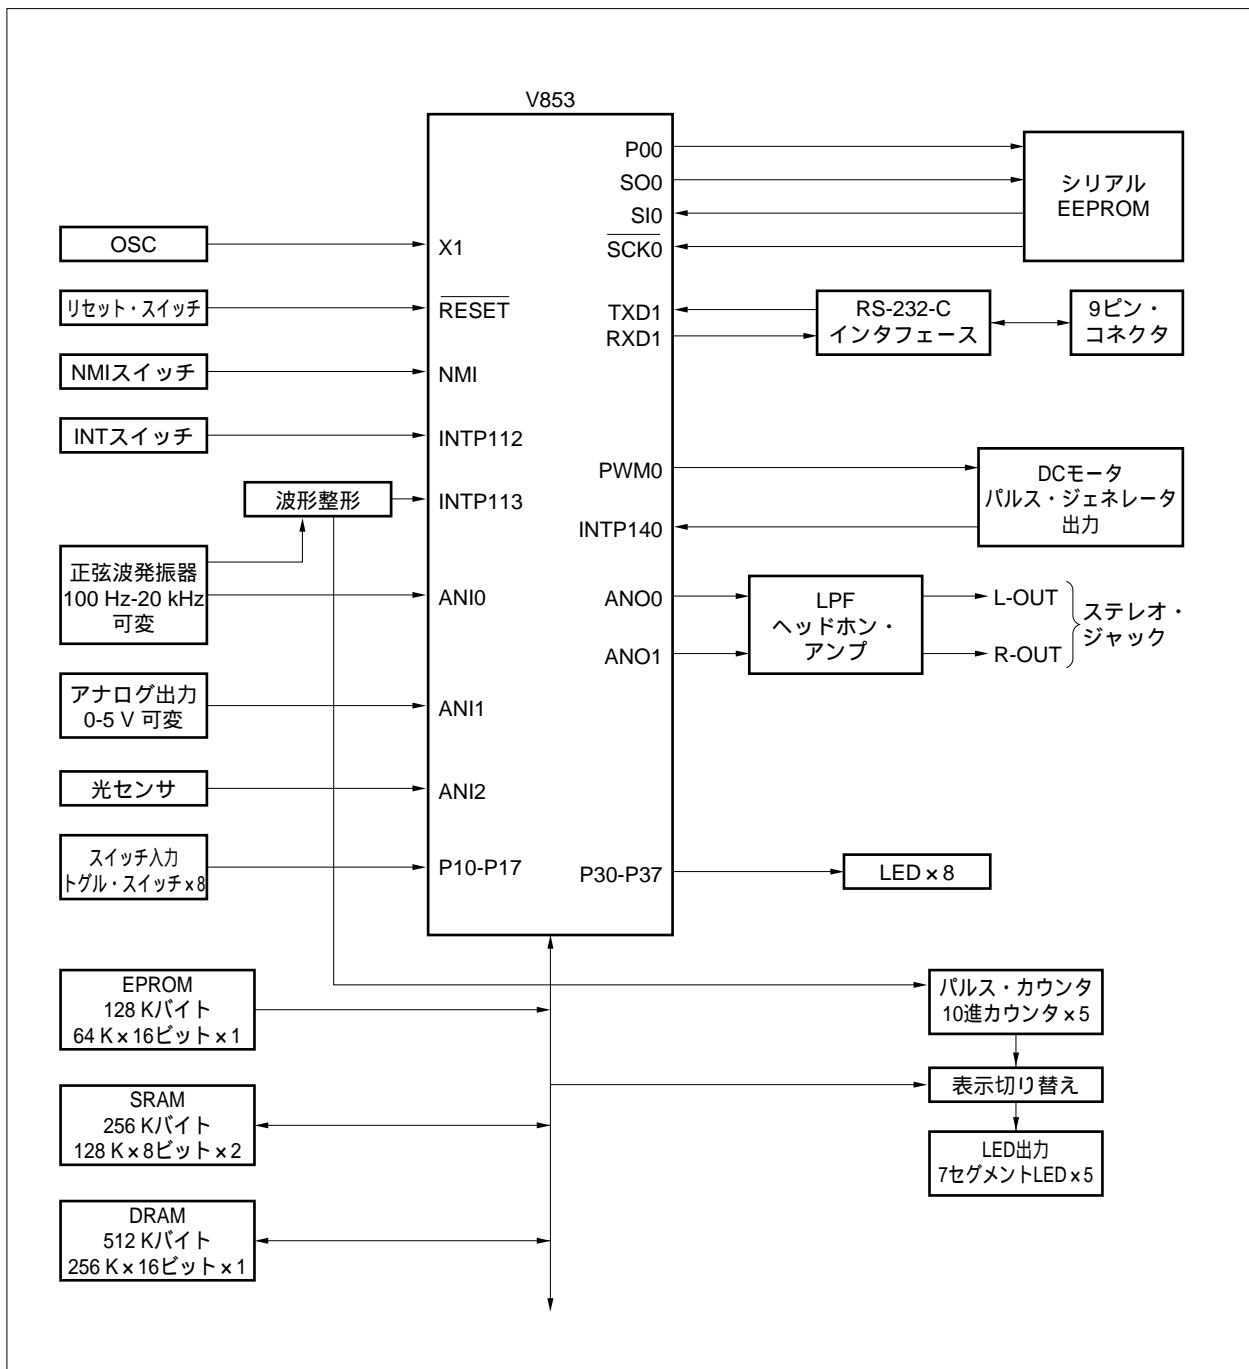 V853
P00
SO0
SI0
SCK0
シリアル
EEPROM
OSC
X1
リセット・スイッチ
RESET
TXD1
RXD1
RS-232-C
インタフェース
9ピン・
コネクタ
NMIスイッチ
NMI
INTスイッチ
INTP112
PWM0
DCモータ
パルス・ジェネレータ
出力
波形整形
INTP113
INTP140
正弦波発振器
100 Hz-20 kHz
可変
ANI0
ANO0
ANO1
LPF
ヘッドホン・
アンプ
L-OUT
R-OUT
ステレオ・
ジャック
アナログ出力
0-5 V 可変
ANI1
光センサ
ANI2
スイッチ入力
トグル・スイッチ×8
P10-P17
P30-P37
LED×8
EPROM
128 Kバイト
64 K×16ビット×1
パルス・カウンタ
10進カウンタ×5
表示切り替え
SRAM
256 Kバイト
128 K×8ビット×2
LED出力
7セグメントLED×5
DRAM
512 Kバイト
256 K×16ビット×1